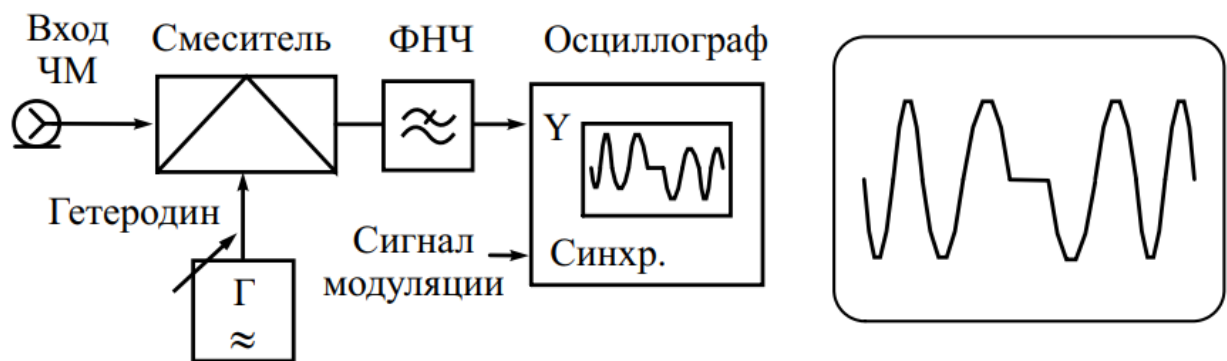 Вход
ЧМ
Смеситель
ФНЧ
Осциллограф
Y
Гетеродин
Г
≈
Сигнал
модуляции
Синхр.